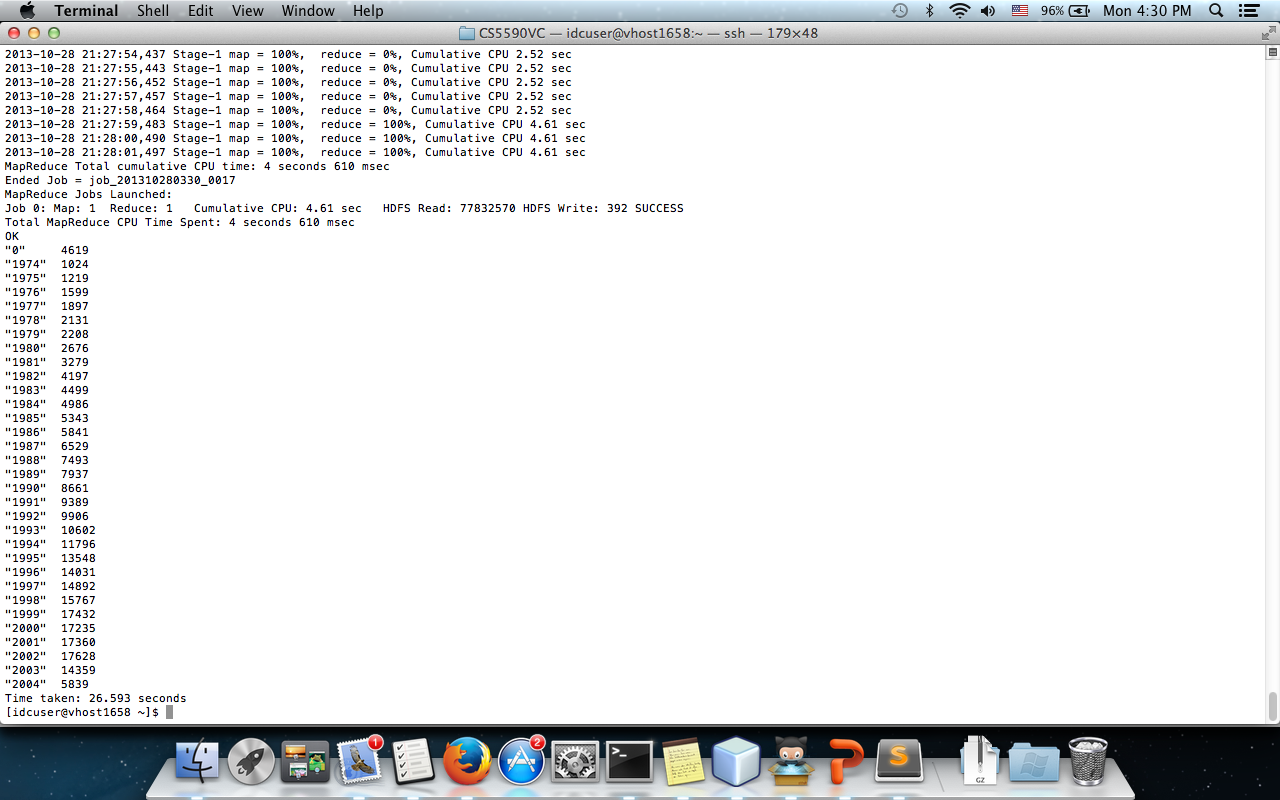 Terminal Shell Edit View Window Help 96% Mon 4:30 PM
CS5590VC — idcuser@vhost1658:~ — ssh — 179×48
2013-10-28 21:27:54,437 Stage-1 map = 100%,  reduce = 0%, Cumulative CPU 2.52 sec
2013-10-28 21:27:55,443 Stage-1 map = 100%,  reduce = 0%, Cumulative CPU 2.52 sec
2013-10-28 21:27:56,452 Stage-1 map = 100%,  reduce = 0%, Cumulative CPU 2.52 sec
2013-10-28 21:27:57,457 Stage-1 map = 100%,  reduce = 0%, Cumulative CPU 2.52 sec
2013-10-28 21:27:58,464 Stage-1 map = 100%,  reduce = 0%, Cumulative CPU 2.52 sec
2013-10-28 21:27:59,483 Stage-1 map = 100%,  reduce = 100%, Cumulative CPU 4.61 sec
2013-10-28 21:28:00,490 Stage-1 map = 100%,  reduce = 100%, Cumulative CPU 4.61 sec
2013-10-28 21:28:01,497 Stage-1 map = 100%,  reduce = 100%, Cumulative CPU 4.61 sec
MapReduce Total cumulative CPU time: 4 seconds 610 msec
Ended Job = job_201310280330_0017
MapReduce Jobs Launched:
Job 0: Map: 1  Reduce: 1   Cumulative CPU: 4.61 sec   HDFS Read: 77832570 HDFS Write: 392 SUCCESS
Total MapReduce CPU Time Spent: 4 seconds 610 msec
OK
"0"     4619
"1974"  1024
"1975"  1219
"1976"  1599
"1977"  1897
"1978"  2131
"1979"  2208
"1980"  2676
"1981"  3279
"1982"  4197
"1983"  4499
"1984"  4986
"1985"  5343
"1986"  5841
"1987"  6529
"1988"  7493
"1989"  7937
"1990"  8661
"1991"  9389
"1992"  9906
"1993"  10602
"1994"  11796
"1995"  13548
"1996"  14031
"1997"  14892
"1998"  15767
"1999"  17432
"2000"  17235
"2001"  17360
"2002"  17628
"2003"  14359
"2004"  5839
Time taken: 26.593 seconds
[idcuser@vhost1658 ~]$
1 2 >_ S GZ